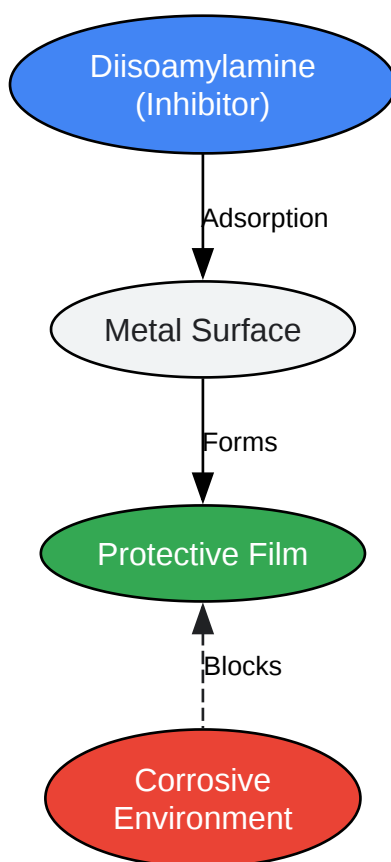 Diisoamylamine
(Inhibitor)
Adsorption
Metal Surface
Forms
Protective Film
Blocks
Corrosive
Environment